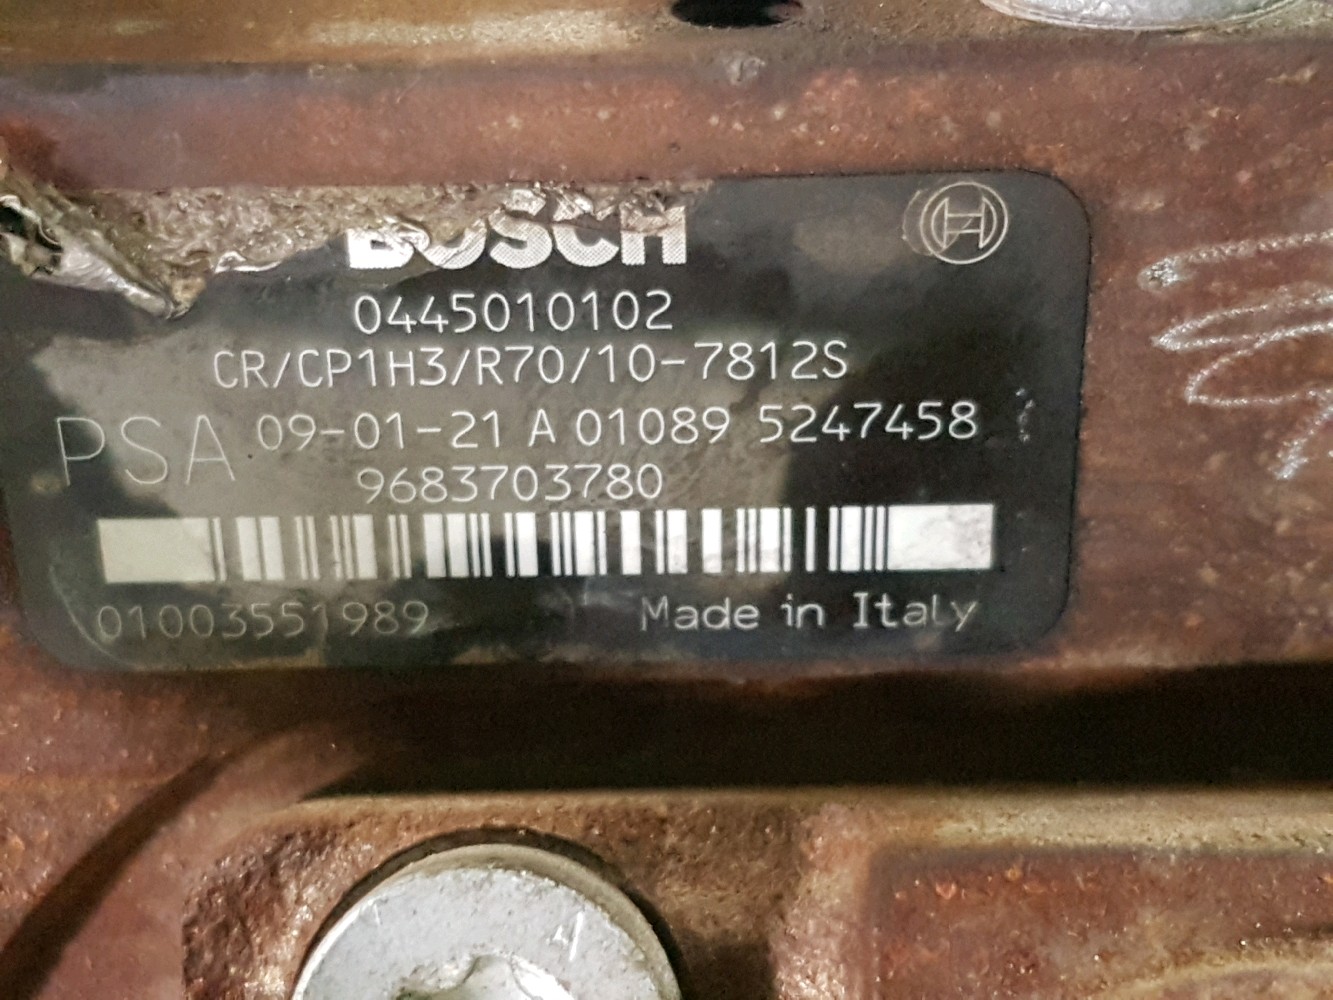 BOSCH
0445010102
CR/CP1H3/R70/10-7812S
PSA 09-01-21 A 01089 5247458
9683703780
01003551989 Made in Italy